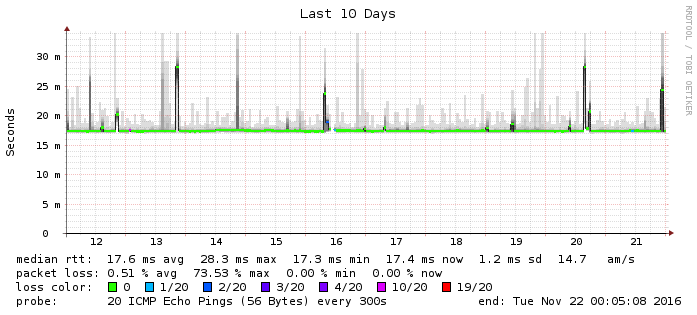 Last 10 Days
RRDTOOL / TOBI OETIKER
Seconds
30 m
25 m
20 m
15 m
10 m
5 m
0
12 13 14 15 16 17 18 19 20 21
median rtt: 17.6 ms avg 28.3 ms max 17.3 ms min 17.4 ms now 1.2 ms sd 14.7 am/s
packet loss: 0.51 % avg 73.53 % max 0.00 % min 0.00 % now
loss color: 0 1/20 2/20 3/20 4/20 10/20 19/20
probe: 20 ICMP Echo Pings (56 Bytes) every 300s end: Tue Nov 22 00:05:08 2016